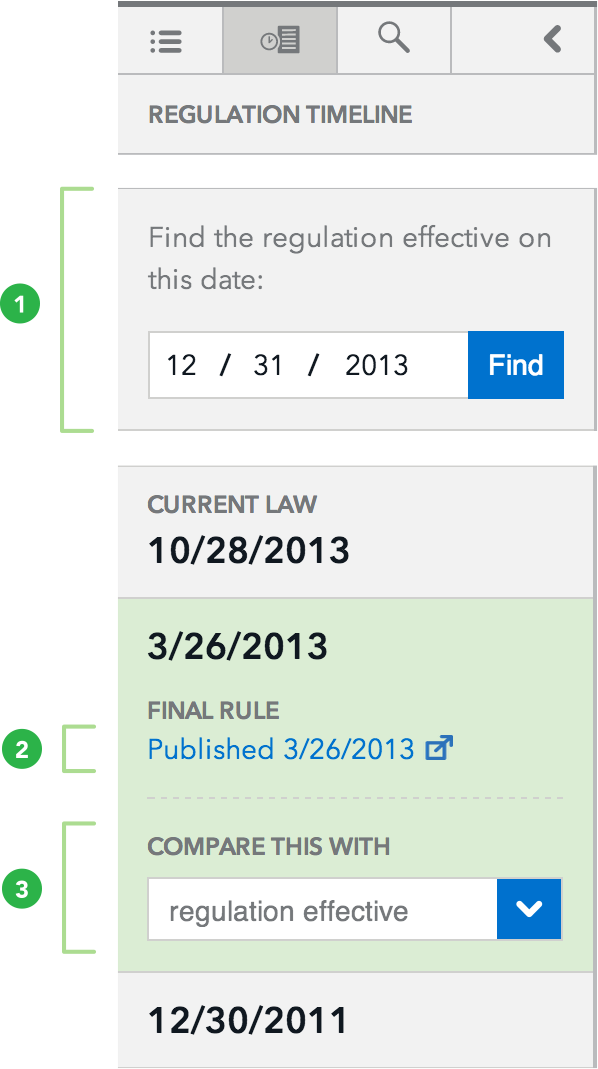 REGULATION TIMELINE
1
Find the regulation effective on
this date:
12 / 31 / 2013 Find
CURRENT LAW
10/28/2013
3/26/2013
FINAL RULE
2 Published 3/26/2013
COMPARE THIS WITH
3 regulation effective
12/30/2011